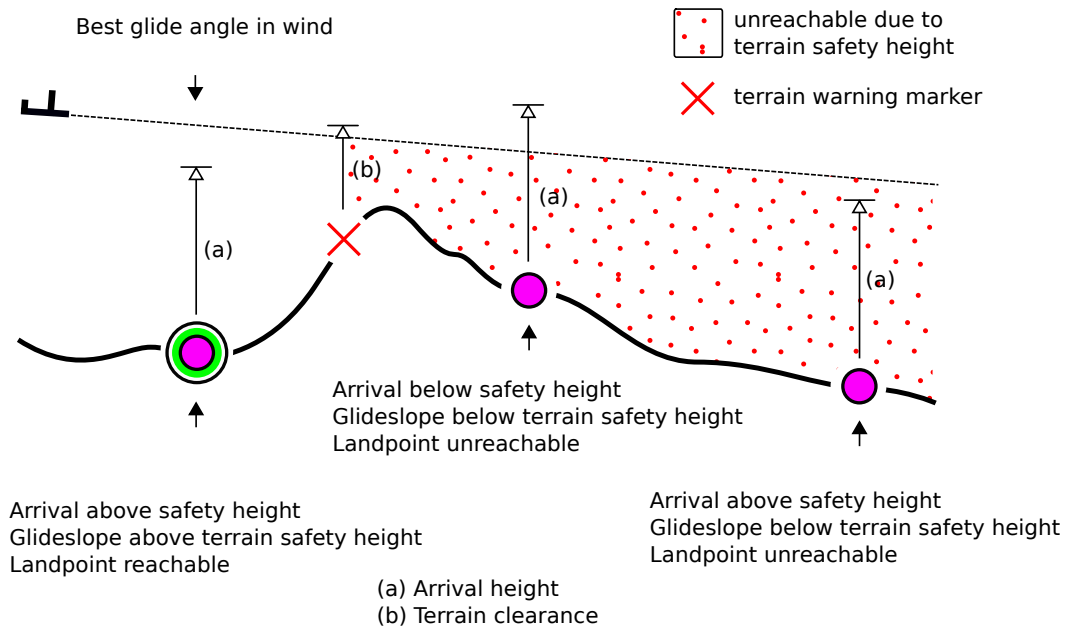 Best glide angle in wind
unreachable due to
terrain safety height
terrain warning marker
(b)
(a)
(a)
(a)
Arrival below safety height
Glideslope below terrain safety height
Landpoint unreachable
Arrival above safety height
Glideslope above terrain safety height
Landpoint reachable
Arrival above safety height
Glideslope below terrain safety height
Landpoint unreachable
(a) Arrival height
(b) Terrain clearance